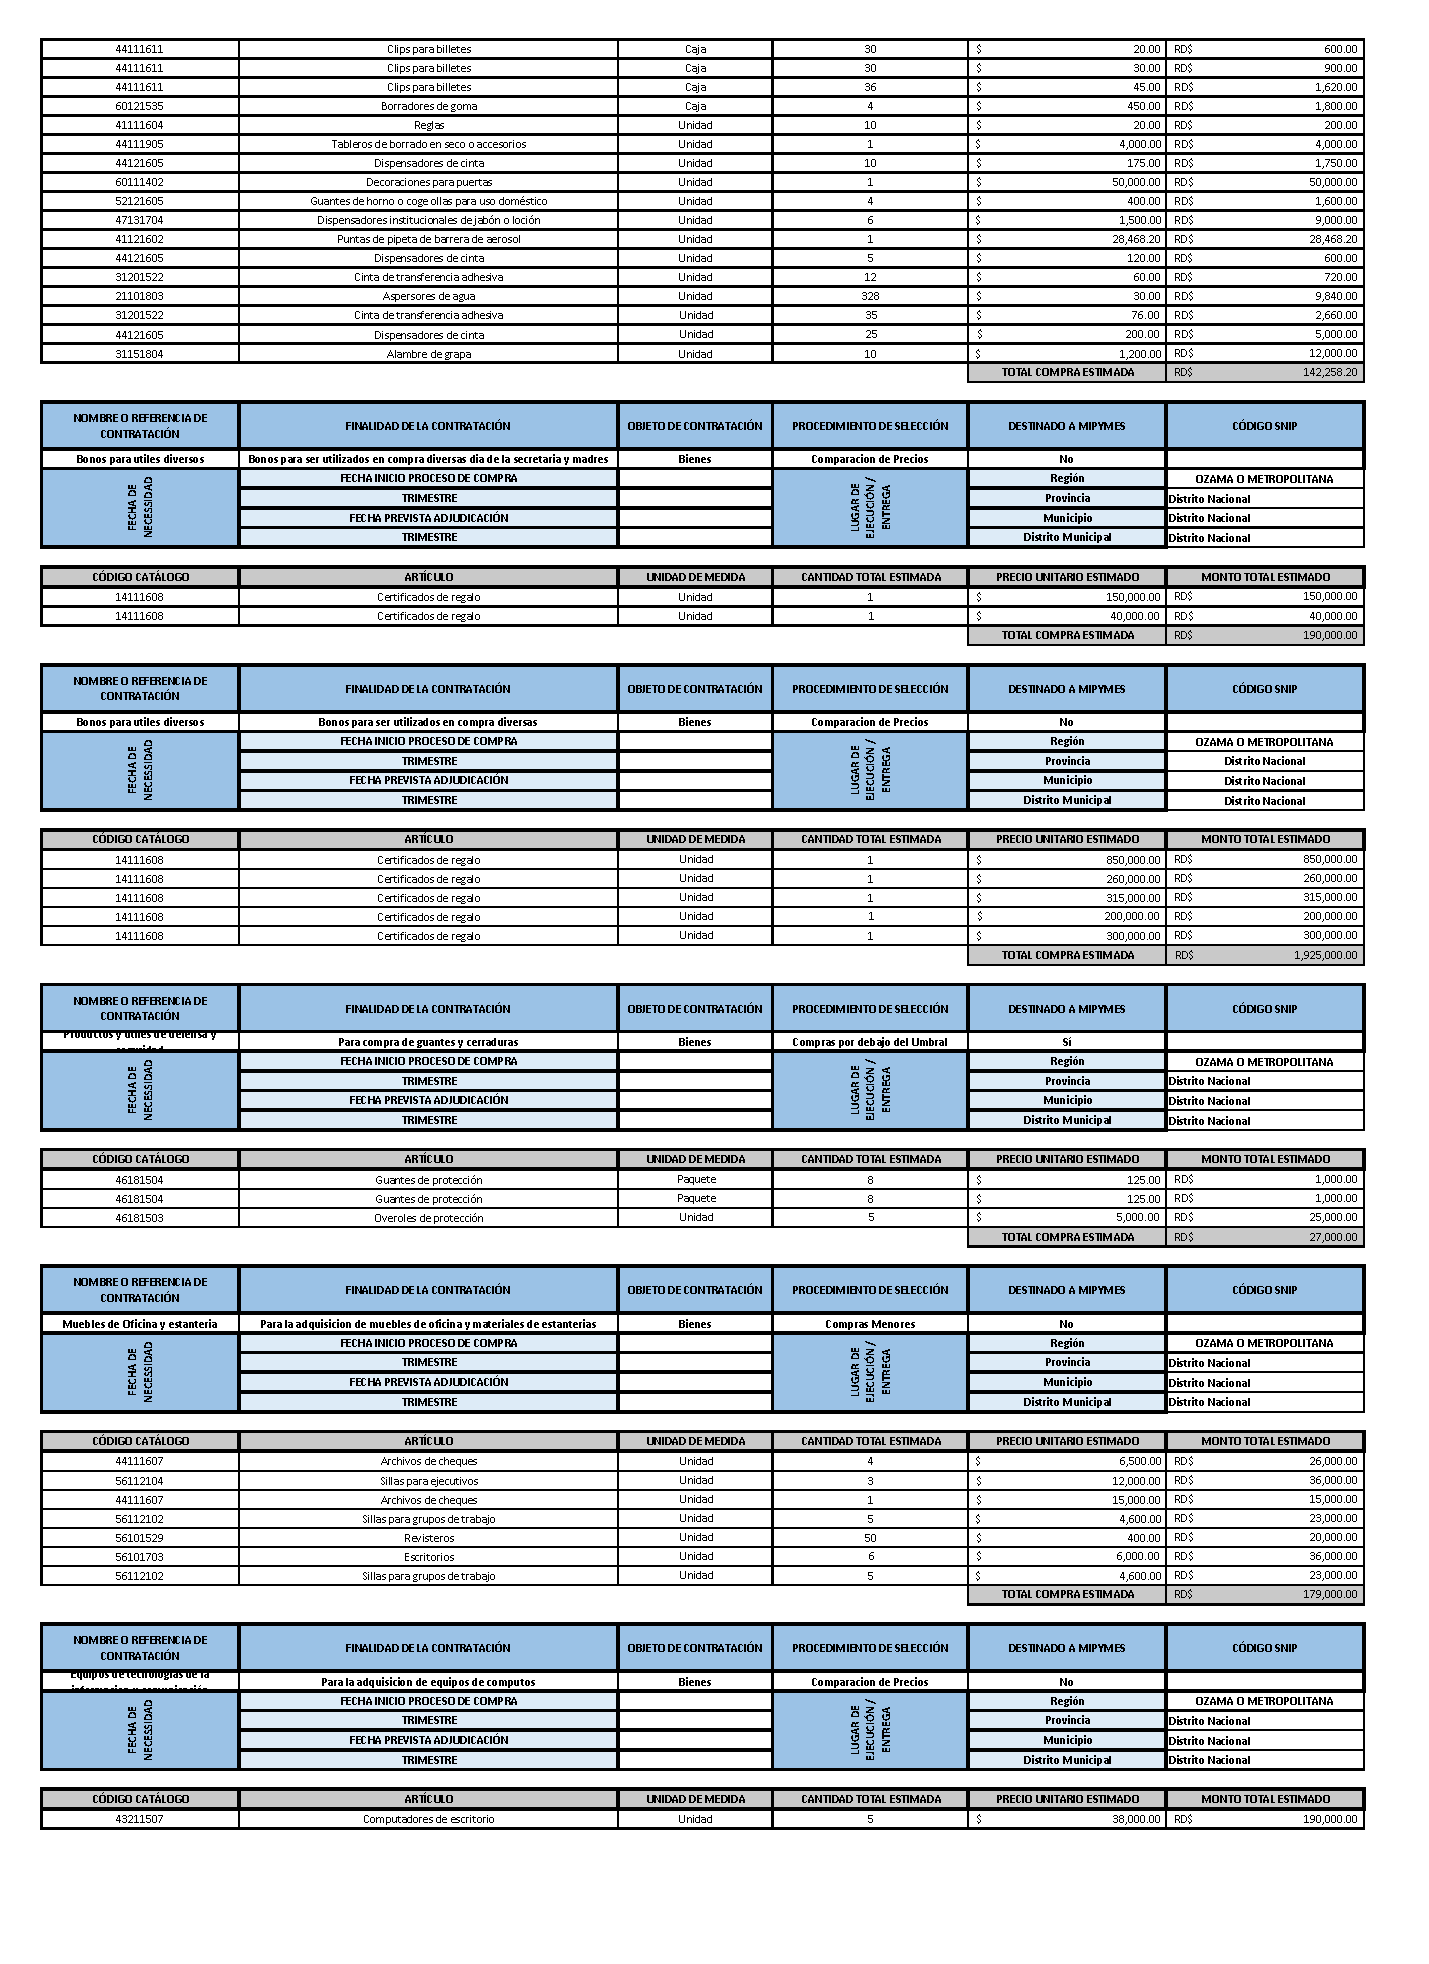 44111611 Clips para billetes Caja 30 $ 20.00 RD$ 600.00
44111611 Clips para billetes Caja 30 $ 30.00 RD$ 900.00
44111611 Clips para billetes Caja 36 $ 45.00 RD$ 1,620.00
60121535 Borradores de goma Caja 4 $ 450.00 RD$ 1,800.00
41111604 Reglas Unidad 10 $ 20.00 RD$ 200.00
44111905 Tableros de borrado en seco o accesorios Unidad 1 $ 4,000.00 RD$ 4,000.00
44121605 Dispensadores de cinta Unidad 10 $ 175.00 RD$ 1,750.00
60111402 Decoraciones para puertas Unidad 1 $ 50,000.00 RD$ 50,000.00
52121605 Guantes de horno o coge ollas para uso doméstico Unidad 4 $ 400.00 RD$ 1,600.00
47131704 Dispensadores institucionales de jabón o loción Unidad 6 $ 1,500.00 RD$ 9,000.00
41121602 Puntas de pipeta de barrera de aerosol Unidad 1 $ 28,468.20 RD$ 28,468.20
44121605 Dispensadores de cinta Unidad 5 $ 120.00 RD$ 600.00
31201522 Cinta de transferencia adhesiva Unidad 12 $ 60.00 RD$ 720.00
21101803 Aspersores de agua Unidad 328 $ 30.00 RD$ 9,840.00
31201522 Cinta de transferencia adhesiva Unidad 35 $ 76.00 RD$ 2,660.00
44121605 Dispensadores de cinta Unidad 25 $ 200.00 RD$ 5,000.00
31151804 Alambre de grapa Unidad 10 $ 1,200.00 RD$ 12,000.00
TOTAL COMPRA ESTIMADA RD$ 142,258.20
NOMBRE O REFERENCIA DE CONTRATACIÓN FINALIDAD DE LA CONTRATACIÓN OBJETO DE CONTRATACIÓN PROCEDIMIENTO DE SELECCIÓN DESTINADO A MIPYMES CÓDIGO SNIP
Bonos para utiles diversos Bonos para ser utilizados en compra diversas dia de la secretaria y madres Bienes Comparacion de Precios No
FECHA DE NECESSIDAD FECHA INICIO PROCESO DE COMPRA LUGAR DE EJECUCIÓN / ENTREGA Región OZAMA O METROPOLITANA
TRIMESTRE Provincia Distrito Nacional
FECHA PREVISTA ADJUDICACIÓN Municipio Distrito Nacional
TRIMESTRE Distrito Municipal Distrito Nacional
CÓDIGO CATÁLOGO ARTÍCULO UNIDAD DE MEDIDA CANTIDAD TOTAL ESTIMADA PRECIO UNITARIO ESTIMADO MONTO TOTAL ESTIMADO
14111608 Certificados de regalo Unidad 1 $ 150,000.00 RD$ 150,000.00
14111608 Certificados de regalo Unidad 1 $ 40,000.00 RD$ 40,000.00
TOTAL COMPRA ESTIMADA RD$ 190,000.00
NOMBRE O REFERENCIA DE CONTRATACIÓN FINALIDAD DE LA CONTRATACIÓN OBJETO DE CONTRATACIÓN PROCEDIMIENTO DE SELECCIÓN DESTINADO A MIPYMES CÓDIGO SNIP
Bonos para utiles diversos Bonos para ser utilizados en compra diversas Bienes Comparacion de Precios No
FECHA DE NECESSIDAD FECHA INICIO PROCESO DE COMPRA LUGAR DE EJECUCIÓN / ENTREGA Región OZAMA O METROPOLITANA
TRIMESTRE Provincia Distrito Nacional
FECHA PREVISTA ADJUDICACIÓN Municipio Distrito Nacional
TRIMESTRE Distrito Municipal Distrito Nacional
CÓDIGO CATÁLOGO ARTÍCULO UNIDAD DE MEDIDA CANTIDAD TOTAL ESTIMADA PRECIO UNITARIO ESTIMADO MONTO TOTAL ESTIMADO
14111608 Certificados de regalo Unidad 1 $ 850,000.00 RD$ 850,000.00
14111608 Certificados de regalo Unidad 1 $ 260,000.00 RD$ 260,000.00
14111608 Certificados de regalo Unidad 1 $ 315,000.00 RD$ 315,000.00
14111608 Certificados de regalo Unidad 1 $ 200,000.00 RD$ 200,000.00
14111608 Certificados de regalo Unidad 1 $ 300,000.00 RD$ 300,000.00
TOTAL COMPRA ESTIMADA RD$ 1,925,000.00
NOMBRE O REFERENCIA DE CONTRATACIÓN FINALIDAD DE LA CONTRATACIÓN OBJETO DE CONTRATACIÓN PROCEDIMIENTO DE SELECCIÓN DESTINADO A MIPYMES CÓDIGO SNIP
Productos y utiles de defensa y Para compra de guantes y cerraduras Bienes Compras por debajo del Umbral Sí
FECHA DE NECESSIDAD FECHA INICIO PROCESO DE COMPRA LUGAR DE EJECUCIÓN / ENTREGA Región OZAMA O METROPOLITANA
TRIMESTRE Provincia Distrito Nacional
FECHA PREVISTA ADJUDICACIÓN Municipio Distrito Nacional
TRIMESTRE Distrito Municipal Distrito Nacional
CÓDIGO CATÁLOGO ARTÍCULO UNIDAD DE MEDIDA CANTIDAD TOTAL ESTIMADA PRECIO UNITARIO ESTIMADO MONTO TOTAL ESTIMADO
46181504 Guantes de protección Paquete 8 $ 125.00 RD$ 1,000.00
46181504 Guantes de protección Paquete 8 $ 125.00 RD$ 1,000.00
46181503 Overoles de protección Unidad 5 $ 5,000.00 RD$ 25,000.00
TOTAL COMPRA ESTIMADA RD$ 27,000.00
NOMBRE O REFERENCIA DE CONTRATACIÓN FINALIDAD DE LA CONTRATACIÓN OBJETO DE CONTRATACIÓN PROCEDIMIENTO DE SELECCIÓN DESTINADO A MIPYMES CÓDIGO SNIP
Muebles de Oficina y estanteria Para la adquisicion de muebles de oficina y materiales de estanterias Bienes Compras Menores No
FECHA DE NECESSIDAD FECHA INICIO PROCESO DE COMPRA LUGAR DE EJECUCIÓN / ENTREGA Región OZAMA O METROPOLITANA
TRIMESTRE Provincia Distrito Nacional
FECHA PREVISTA ADJUDICACIÓN Municipio Distrito Nacional
TRIMESTRE Distrito Municipal Distrito Nacional
CÓDIGO CATÁLOGO ARTÍCULO UNIDAD DE MEDIDA CANTIDAD TOTAL ESTIMADA PRECIO UNITARIO ESTIMADO MONTO TOTAL ESTIMADO
44111607 Archivos de cheques Unidad 4 $ 6,500.00 RD$ 26,000.00
56112104 Sillas para ejecutivos Unidad 3 $ 12,000.00 RD$ 36,000.00
44111607 Archivos de cheques Unidad 1 $ 15,000.00 RD$ 15,000.00
56112102 Sillas para grupos de trabajo Unidad 5 $ 4,600.00 RD$ 23,000.00
56101529 Revisteros Unidad 50 $ 400.00 RD$ 20,000.00
56101703 Escritorios Unidad 6 $ 6,000.00 RD$ 36,000.00
56112102 Sillas para grupos de trabajo Unidad 5 $ 4,600.00 RD$ 23,000.00
TOTAL COMPRA ESTIMADA RD$ 179,000.00
NOMBRE O REFERENCIA DE CONTRATACIÓN FINALIDAD DE LA CONTRATACIÓN OBJETO DE CONTRATACIÓN PROCEDIMIENTO DE SELECCIÓN DESTINADO A MIPYMES CÓDIGO SNIP
Equipos de tecnologias de la Para la adquisicion de equipos de computos Bienes Comparacion de Precios No
FECHA DE NECESSIDAD FECHA INICIO PROCESO DE COMPRA LUGAR DE EJECUCIÓN / ENTREGA Región OZAMA O METROPOLITANA
TRIMESTRE Provincia Distrito Nacional
FECHA PREVISTA ADJUDICACIÓN Municipio Distrito Nacional
TRIMESTRE Distrito Municipal Distrito Nacional
CÓDIGO CATÁLOGO ARTÍCULO UNIDAD DE MEDIDA CANTIDAD TOTAL ESTIMADA PRECIO UNITARIO ESTIMADO MONTO TOTAL ESTIMADO
43211507 Computadores de escritorio Unidad 5 $ 38,000.00 RD$ 190,000.00